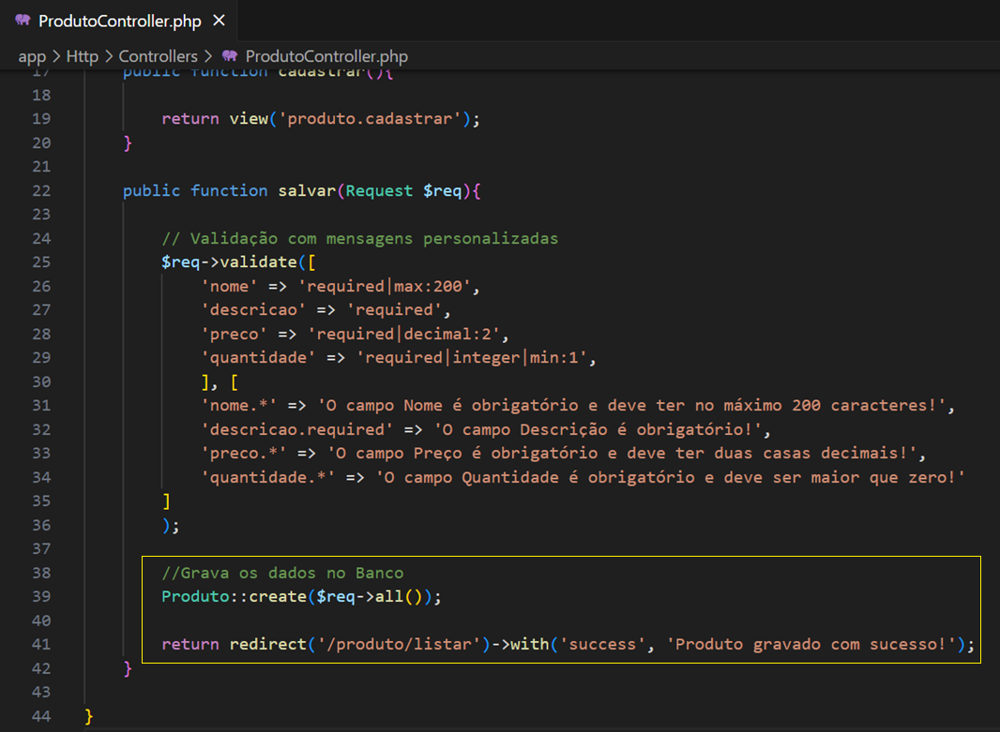 ProdutoController.php ×
app > Http > Controllers > ProdutoController.php
17 public function cadastrar(){
18
19 return view('produto.cadastrar');
20 }
21
22 public function salvar(Request $req){
23
24 // Validação com mensagens personalizadas
25 $req->validate([
26 'nome' => 'required|max:200',
27 'descricao' => 'required',
28 'preco' => 'required|decimal:2',
29 'quantidade' => 'required|integer|min:1',
30 ], [
31 'nome.*' => 'O campo Nome é obrigatório e deve ter no máximo 200 caracteres!',
32 'descricao.required' => 'O campo Descrição é obrigatório!',
33 'preco.*' => 'O campo Preço é obrigatório e deve ter duas casas decimais!',
34 'quantidade.*' => 'O campo Quantidade é obrigatório e deve ser maior que zero!'
35 ]
36 );
37
38 //Grava os dados no Banco
39 Produto::create($req->all());
40
41 return redirect('/produto/listar')->with('success', 'Produto gravado com sucesso!');
42 }
43
44 }